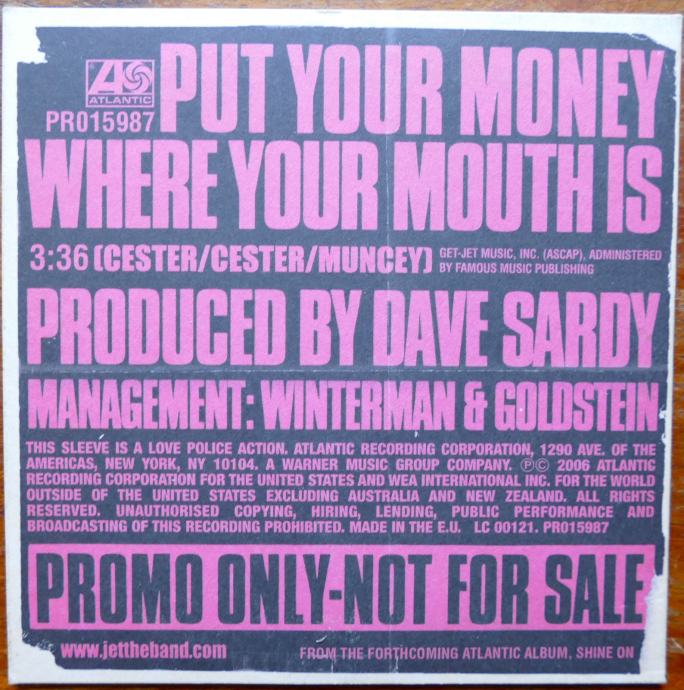 PUT YOUR MONEY
ATLANTIC
PR015987
WHERE YOUR MOUTH IS
3:36 (CESTER/CESTER/MUNCEY) GET-JET MUSIC, INC. (ASCAP), ADMINISTERED
BY FAMOUS MUSIC PUBLISHING
PRODUCED BY DAVE SARDY
MANAGEMENT: WINTERMAN & GOLDSTEIN
THIS SLEEVE IS A LOVE POLICE ACTION. ATLANTIC RECORDING CORPORATION, 1290 AVE. OF THE
AMERICAS, NEW YORK, NY 10104. A WARNER MUSIC GROUP COMPANY. ℗© 2006 ATLANTIC
RECORDING CORPORATION FOR THE UNITED STATES AND WEA INTERNATIONAL INC. FOR THE WORLD
OUTSIDE OF THE UNITED STATES EXCLUDING AUSTRALIA AND NEW ZEALAND. ALL RIGHTS
RESERVED. UNAUTHORISED COPYING, HIRING, LENDING, PUBLIC PERFORMANCE AND
BROADCASTING OF THIS RECORDING PROHIBITED. MADE IN THE E.U. LC 00121. PR015987
PROMO ONLY-NOT FOR SALE
www.jettheband.com FROM THE FORTHCOMING ATLANTIC ALBUM, SHINE ON